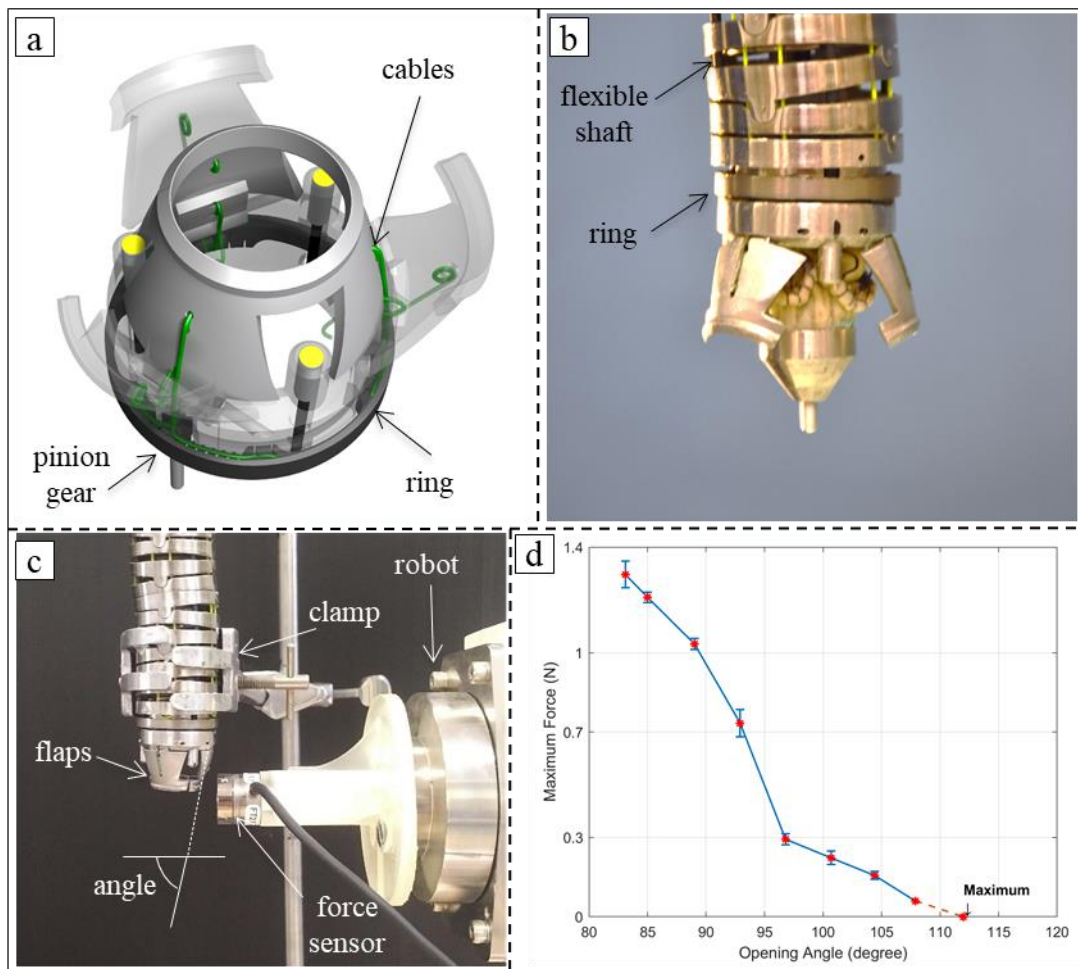 a
cables
pinion
gear
ring
b
flexible
shaft
ring
c
robot
clamp
flaps
angle
force
sensor
d
1.4
1
0.7
0.3
0
Maximum Force (N)
Maximum
80 85 90 95 100 105 110 115 120
Opening Angle (degree)